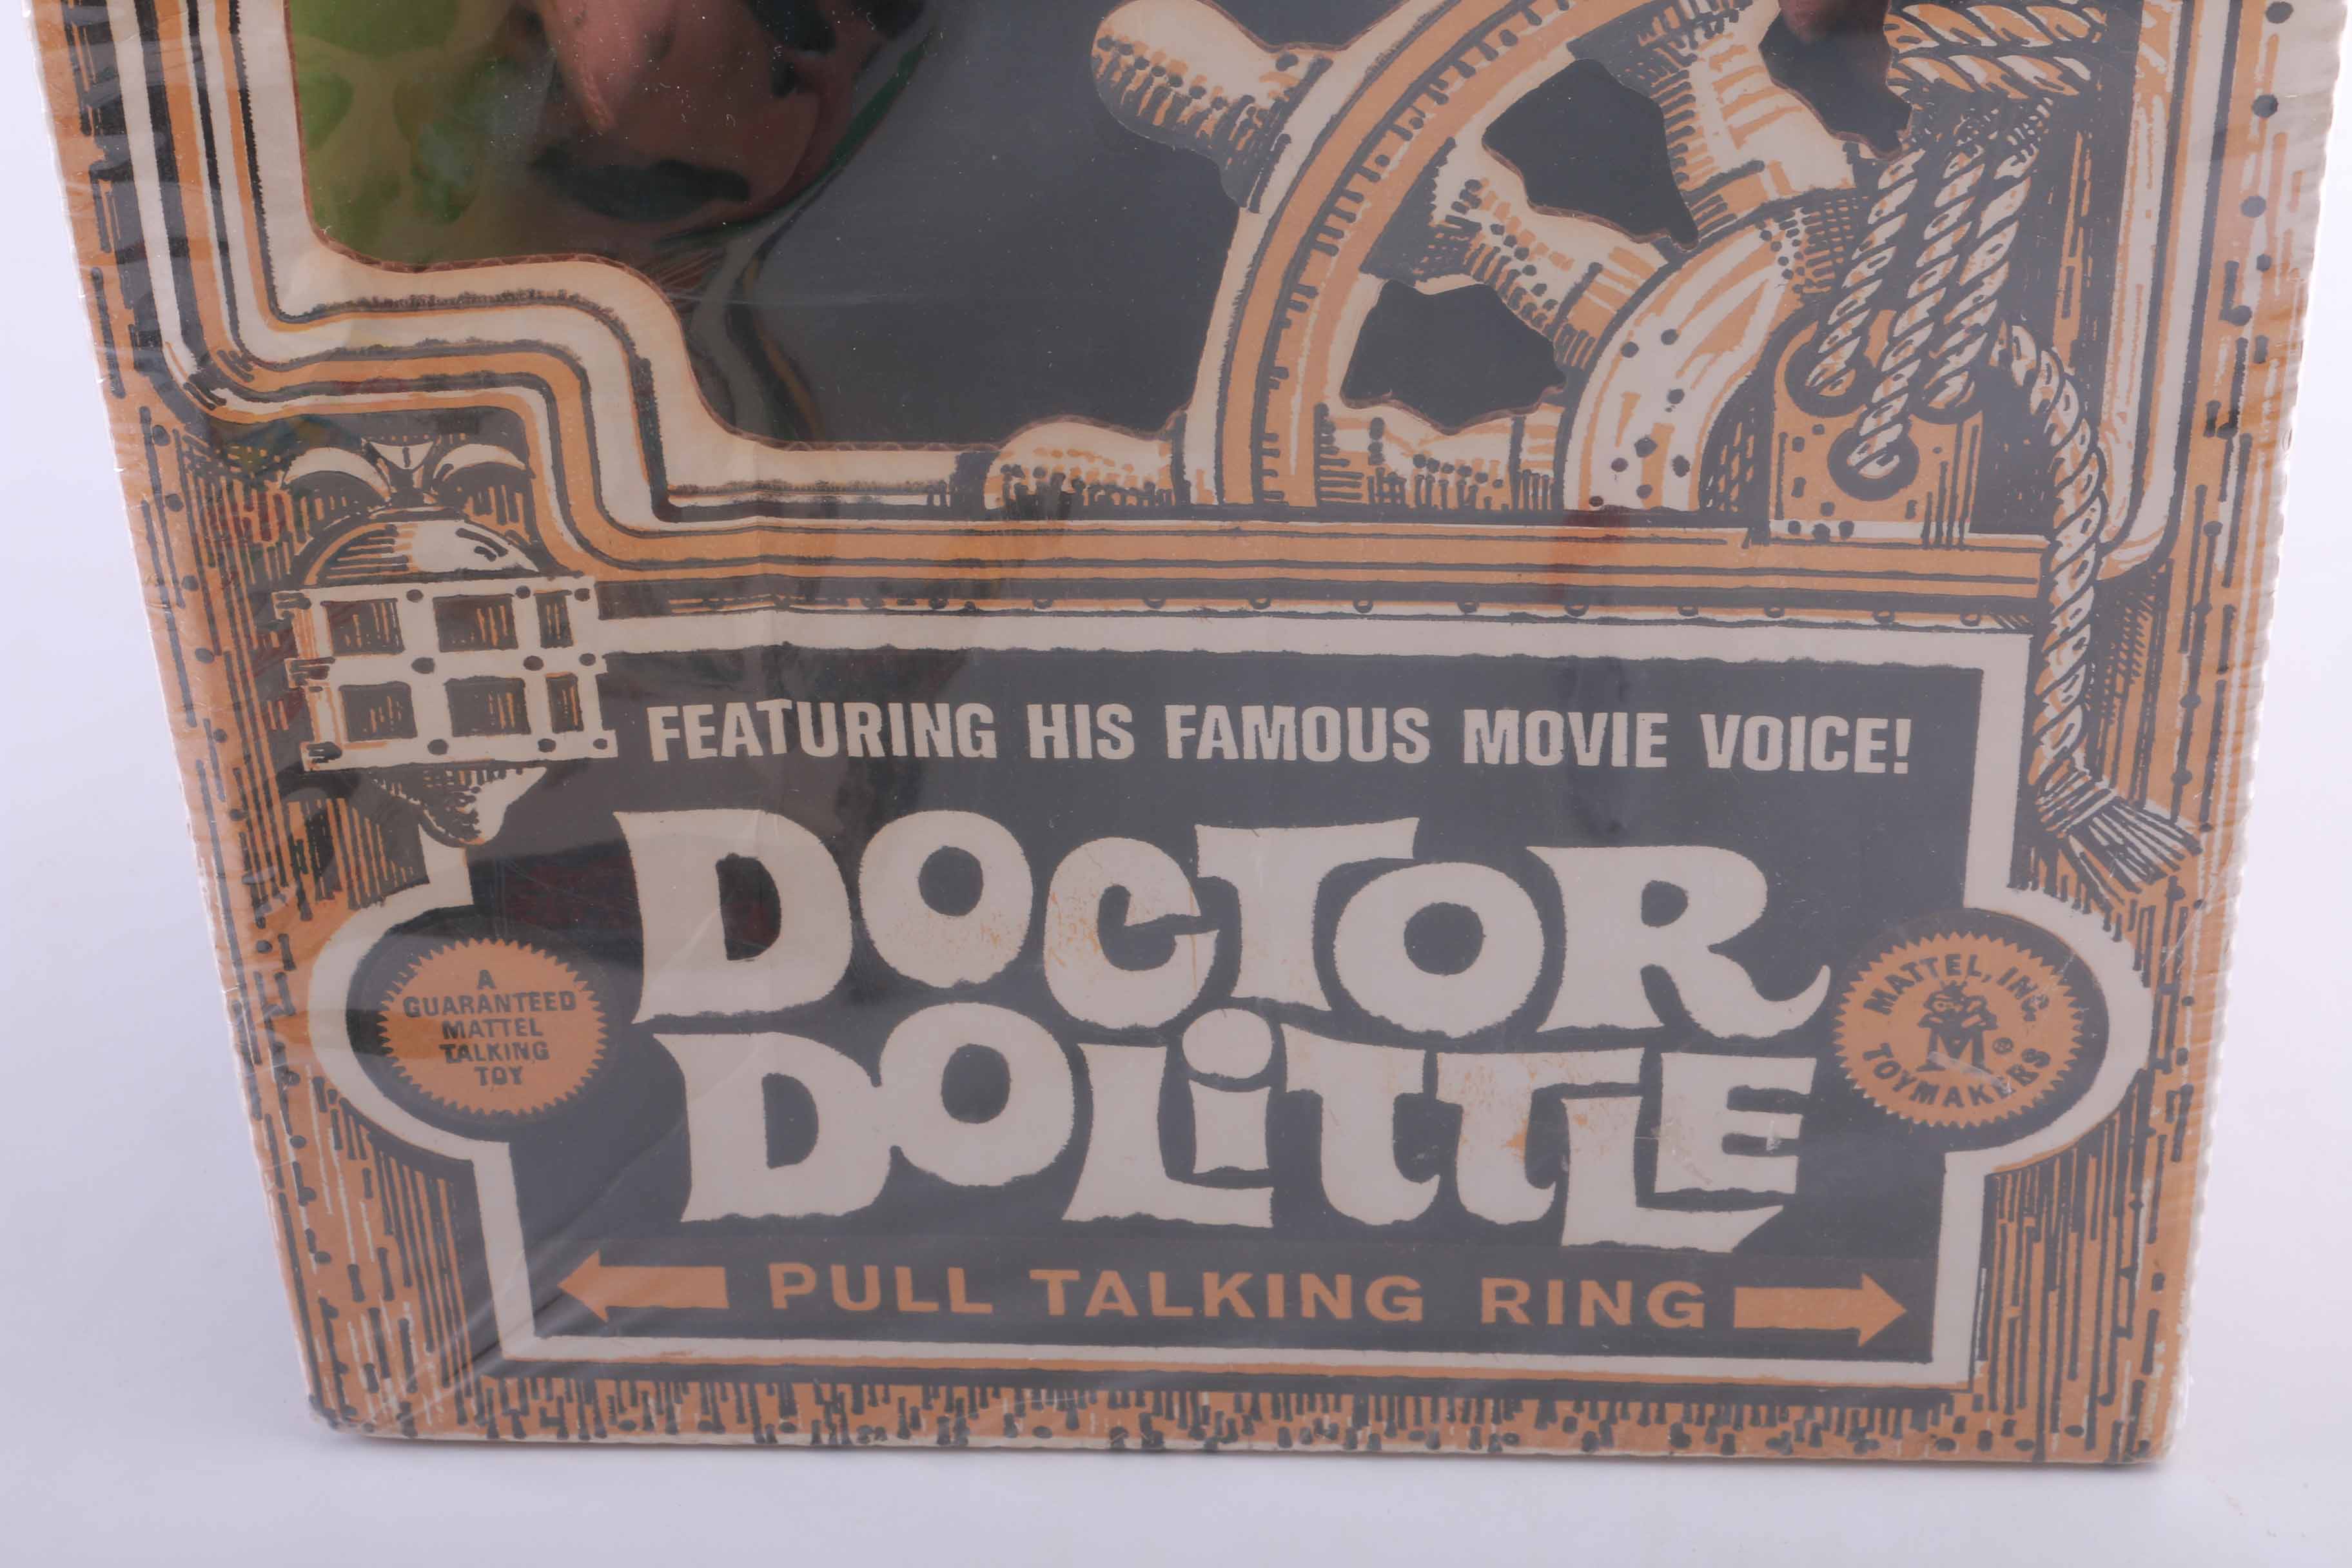 FEATURING HIS FAMOUS MOVIE VOICE!
DOCTOR
DOLITTLE
A
GUARANTEED
MATTEL
TALKING
TOY
MATTEL, INC.
M ®
TOYMAKERS
PULL TALKING RING